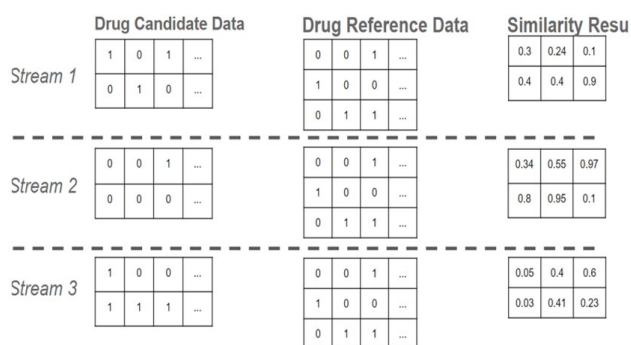 Drug Candidate Data Drug Reference Data Similarity Resu
Stream 1
1 0 1 ...
0 1 0 ...
0 0 1 ...
1 0 0 ...
0 1 1 ...
0.3 0.24 0.1
0.4 0.4 0.9
Stream 2
0 0 1 ...
0 0 0 ...
0 0 1 ...
1 0 0 ...
0 1 1 ...
0.34 0.55 0.97
0.8 0.95 0.1
Stream 3
1 0 0 ...
1 1 1 ...
0 0 1 ...
1 0 0 ...
0 1 1 ...
0.05 0.4 0.6
0.03 0.41 0.23